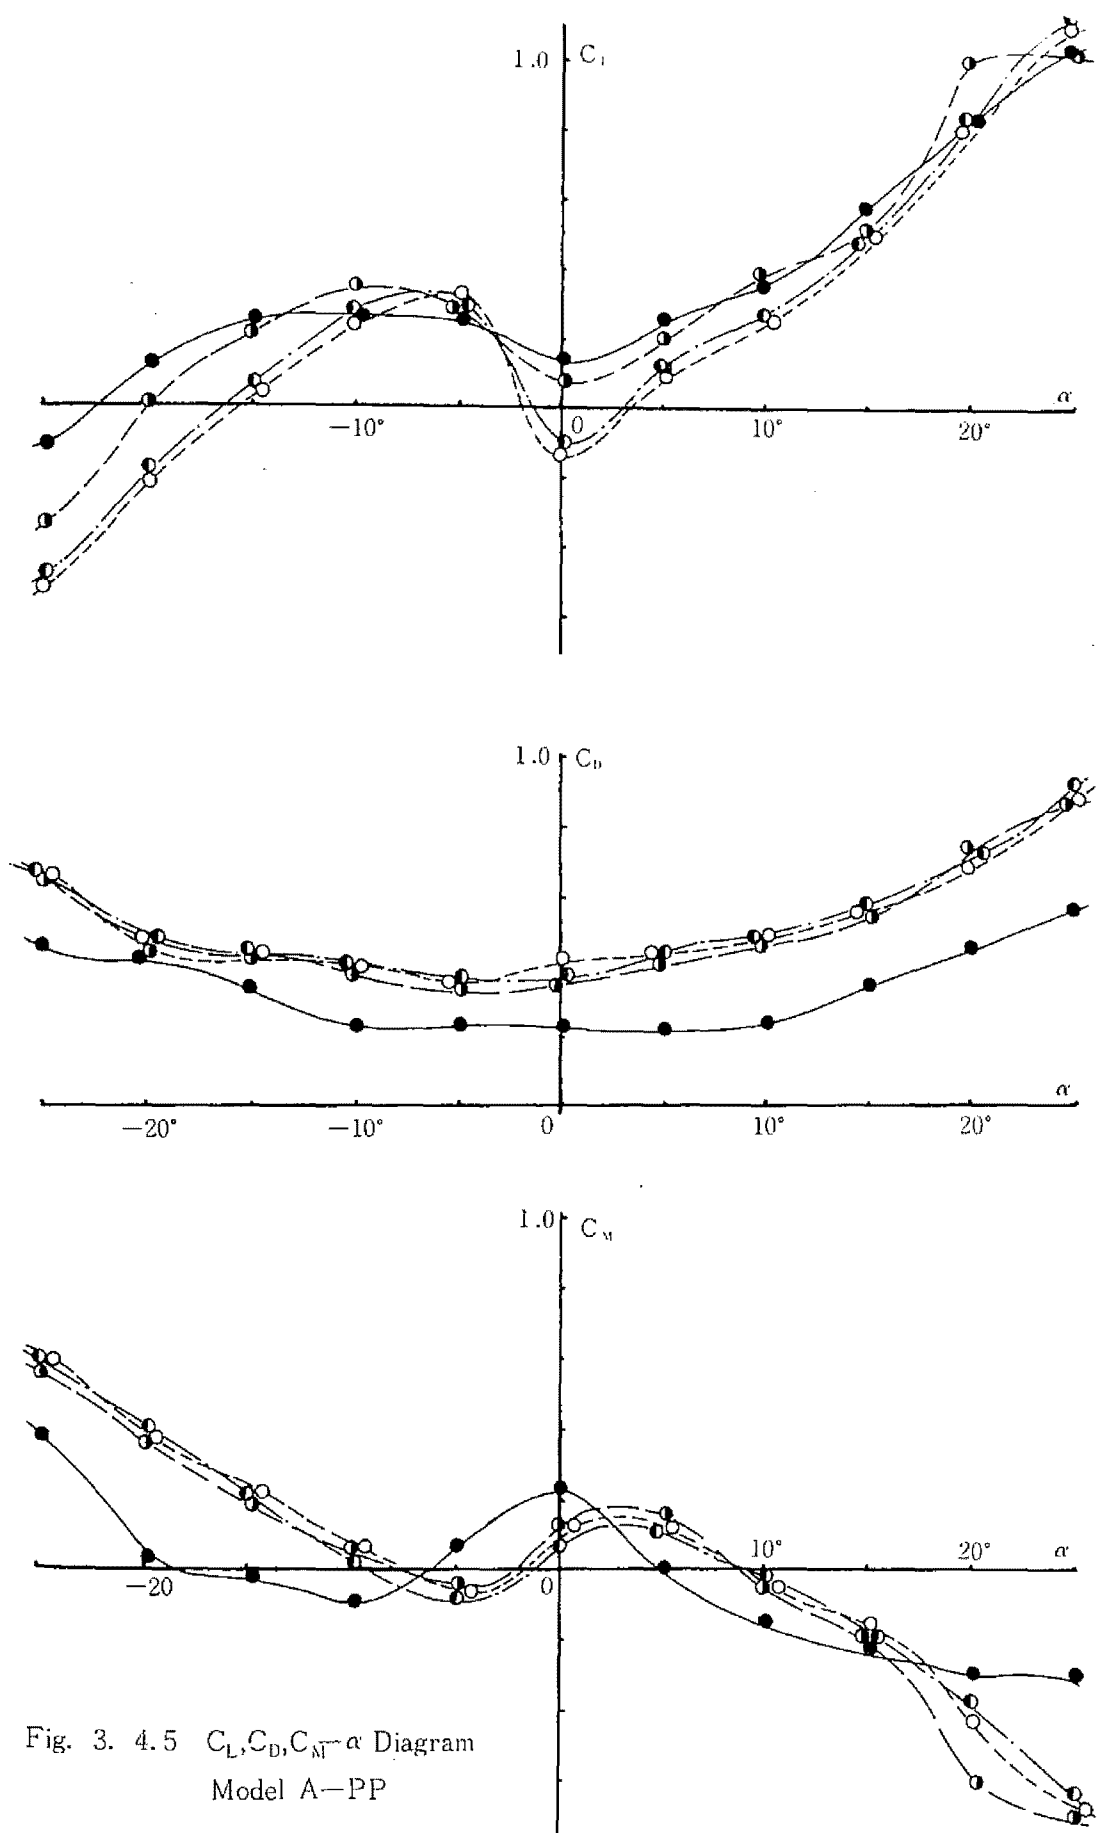 1.0 C_L
α
−10° 0 10° 20°
1.0 C_D
α
−20° −10° 0 10° 20°
1.0 C_M
10° 20° α
−20 0
Fig. 3. 4.5 C_L,C_D,C_M−α Diagram
Model A−PP